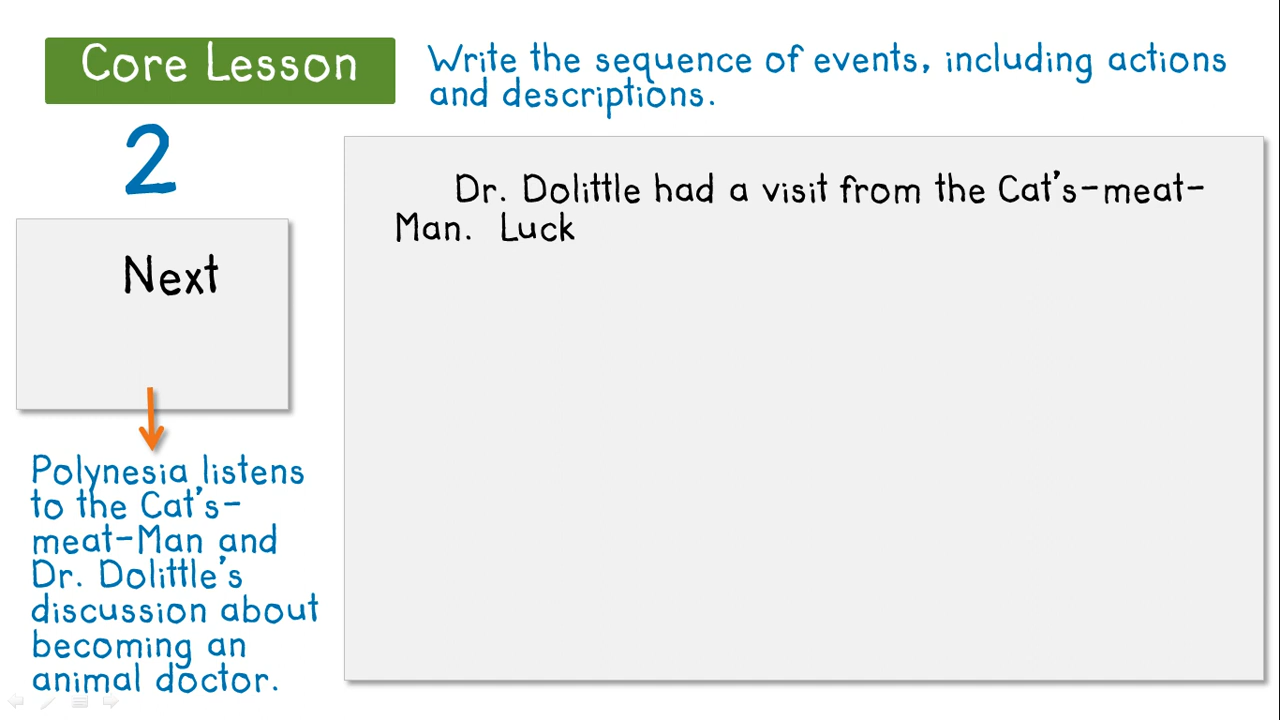 Core Lesson
Write the sequence of events, including actions
and descriptions.
2
Dr. Dolittle had a visit from the Cat's-meat-
Man. Luck
Next
Polynesia listens
to the Cat's-
meat-Man and
Dr. Dolittle's
discussion about
becoming an
animal doctor.